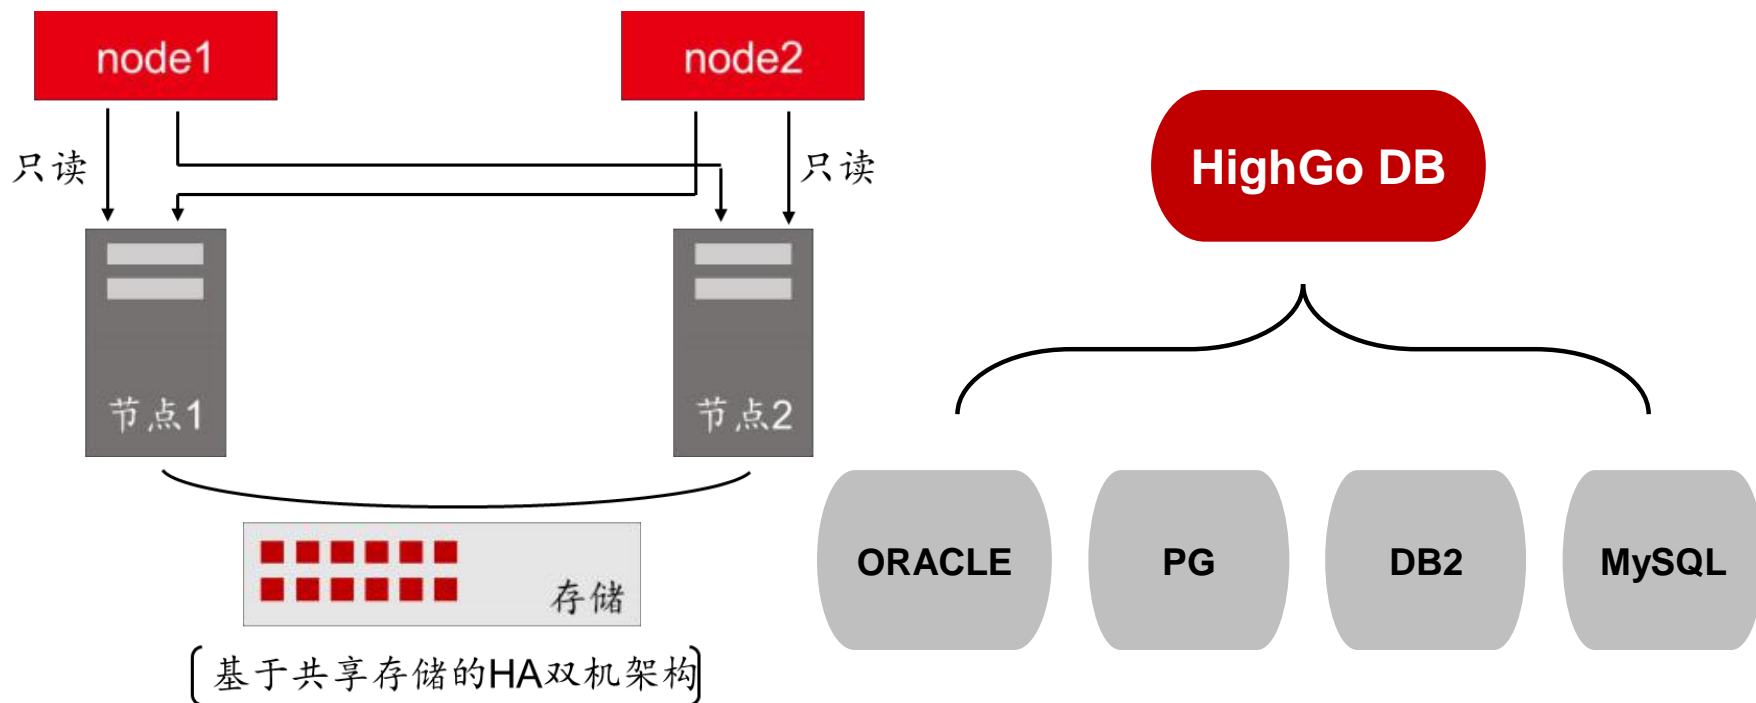 node1
node2
只读
只读
节点1
节点2
存储
基于共享存储的HA双机架构
HighGo DB
ORACLE
PG
DB2
MySQL